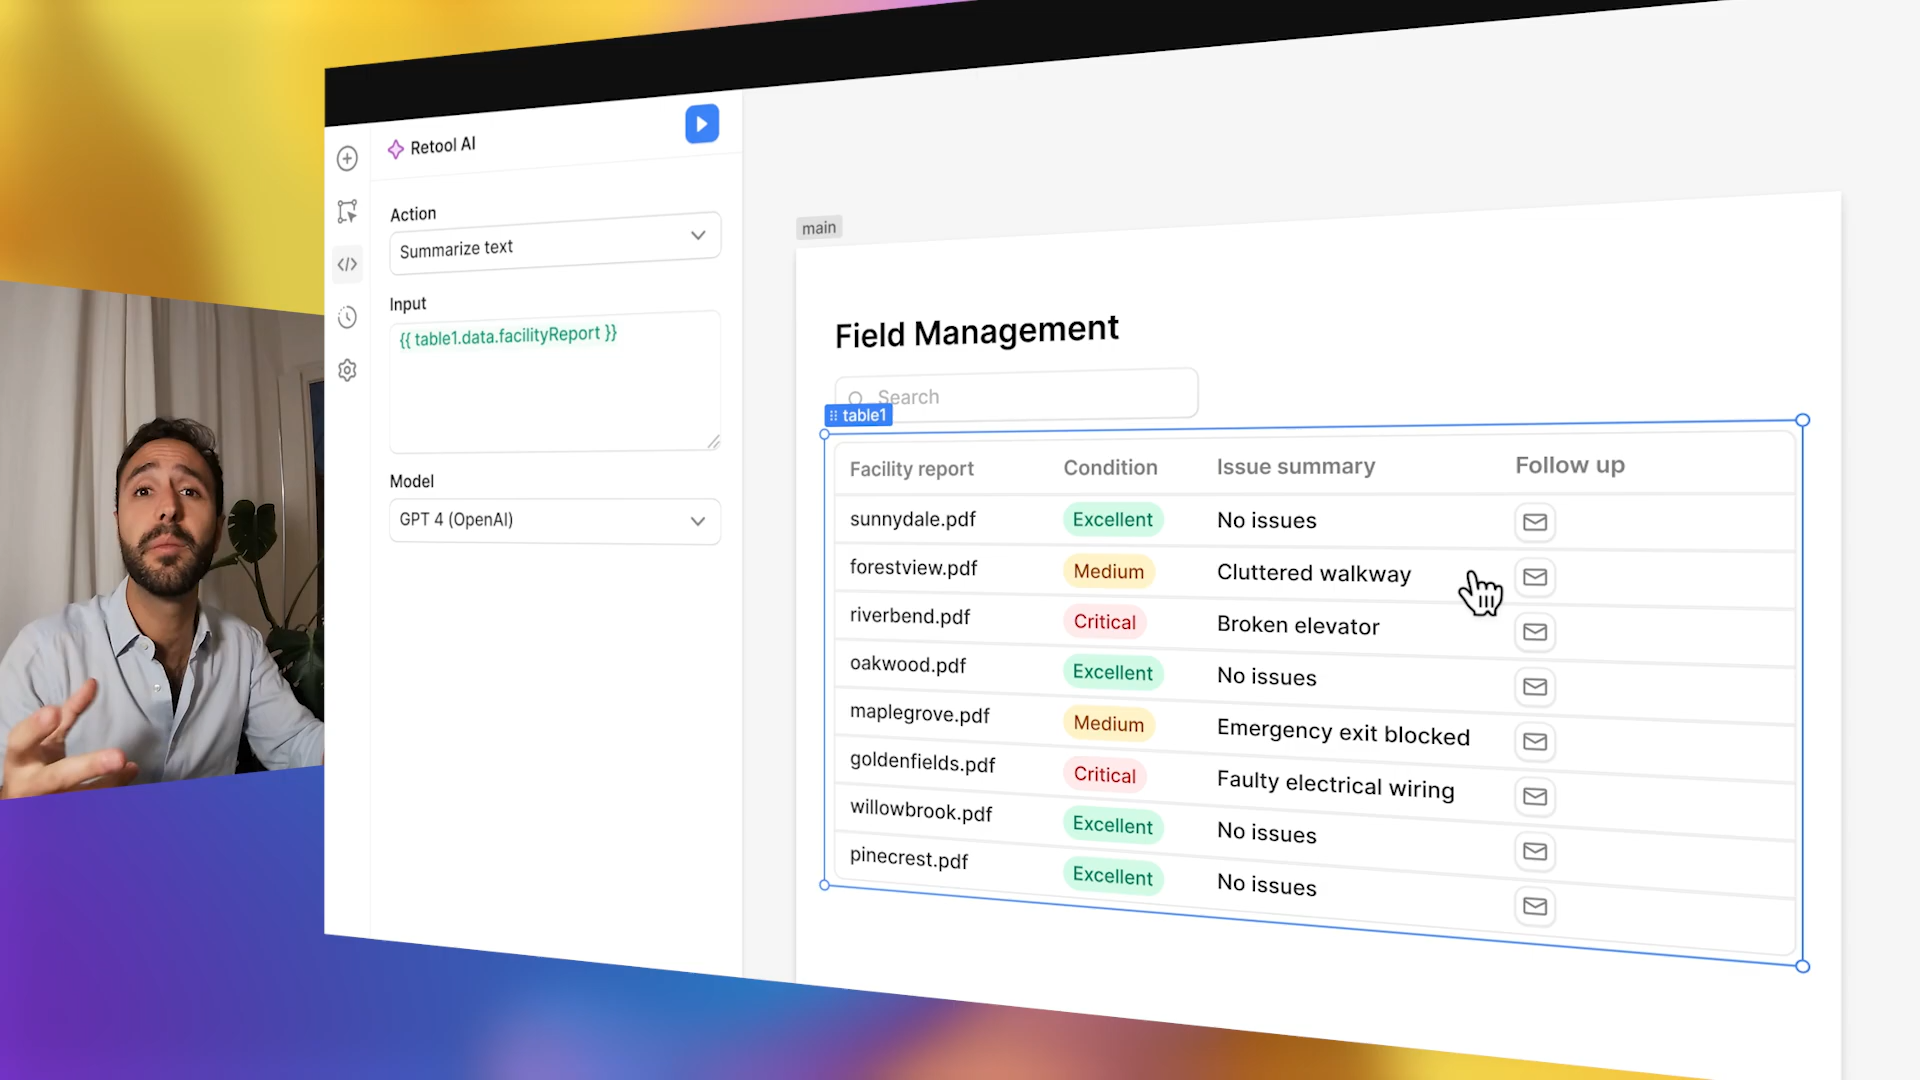 Retool AI
Action
Summarize text
Input
{{ table1.data.facilityReport }}
Model
GPT 4 (OpenAI)
main
Field Management
Search
table1
Facility report Condition Issue summary Follow up
sunnydale.pdf Excellent No issues
forestview.pdf Medium Cluttered walkway
riverbend.pdf Critical Broken elevator
oakwood.pdf Excellent No issues
maplegrove.pdf Medium Emergency exit blocked
goldenfields.pdf Critical Faulty electrical wiring
willowbrook.pdf Excellent No issues
pinecrest.pdf Excellent No issues